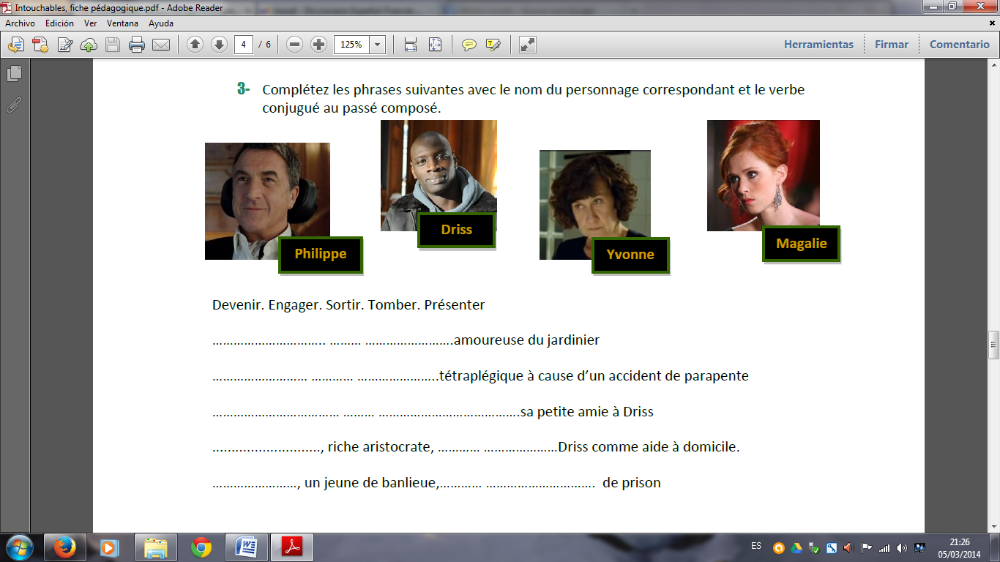 Intouchables, fiche pédagogique.pdf - Adobe Reader
Archivo Edición Ver Ventana Ayuda
4 / 6 125% Herramientas Firmar Comentario
3- Complétez les phrases suivantes avec le nom du personnage correspondant et le verbe
conjugué au passé composé.
Philippe Driss Yvonne Magalie
Devenir. Engager. Sortir. Tomber. Présenter
………………………….. ……… …………………….amoureuse du jardinier
……………………… ………… …………………..tétraplégique à cause d’un accident de parapente
……………………………… ……… ………………………………….sa petite amie à Driss
............................, riche aristocrate, ………… …………………Driss comme aide à domicile.
……………………, un jeune de banlieue,………… …………………………. de prison
ES 21:26
05/03/2014